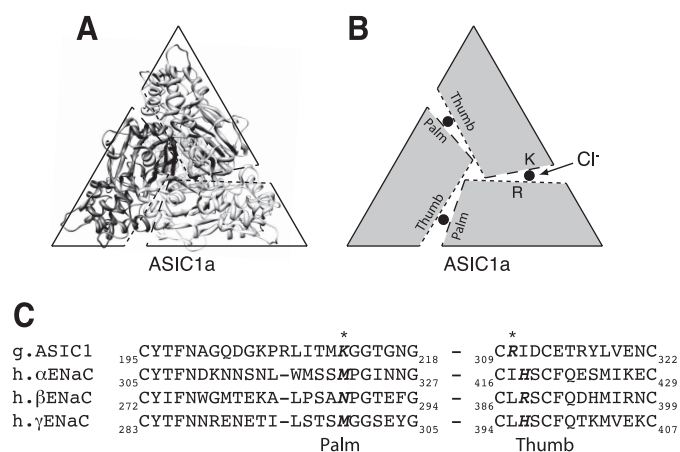 A
B
Thumb
Palm
K
Cl-
R
Thumb
Palm
ASIC1a
ASIC1a
C
* *
g.ASIC1 195CYTFNAGQDGKPRLITMKGGTGNG218 – 309CRIDCETRYLVENC322
h.αENaC 305CYTFNDKNNSNL-WMSSMPGINNG327 – 416CIHSCFQESMIKEC429
h.βENaC 272CYIFNWGMTEKA-LPSANPGTEFG294 – 386CLRSCFQDHMIRNC399
h.γENaC 283CYTFNNRENETI-LSTSMGGSEYG305 – 394CLHSCFQTKMVEKC407
Palm Thumb